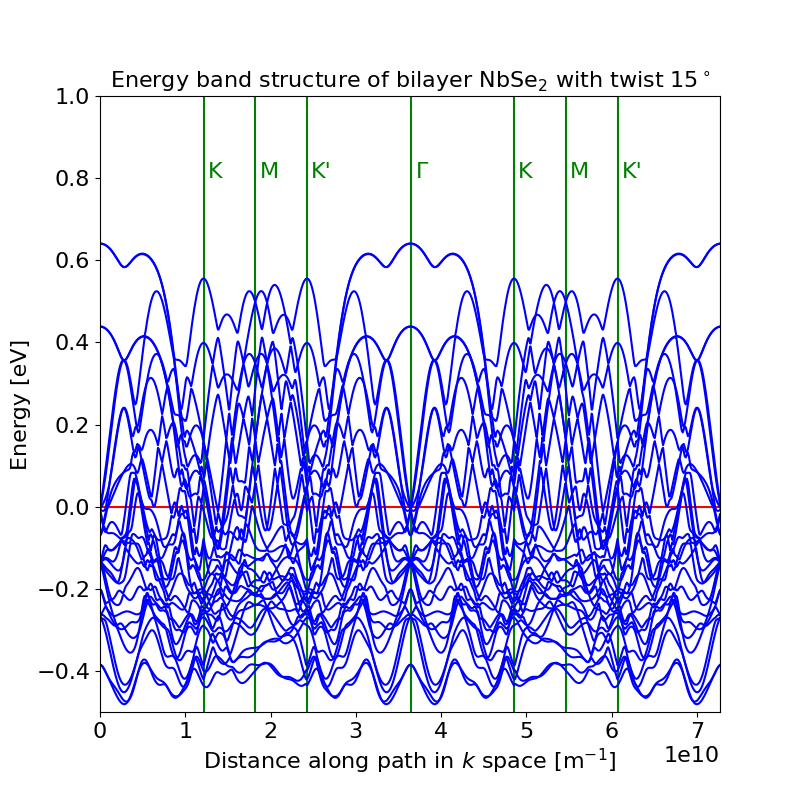 Energy band structure of bilayer NbSe₂ with twist 15°
1.0
0.8
0.6
0.4
0.2
0.0
−0.2
−0.4
Energy [eV]
K M K' Γ K M K'
0 1 2 3 4 5 6 7
1e10
Distance along path in k space [m⁻¹]